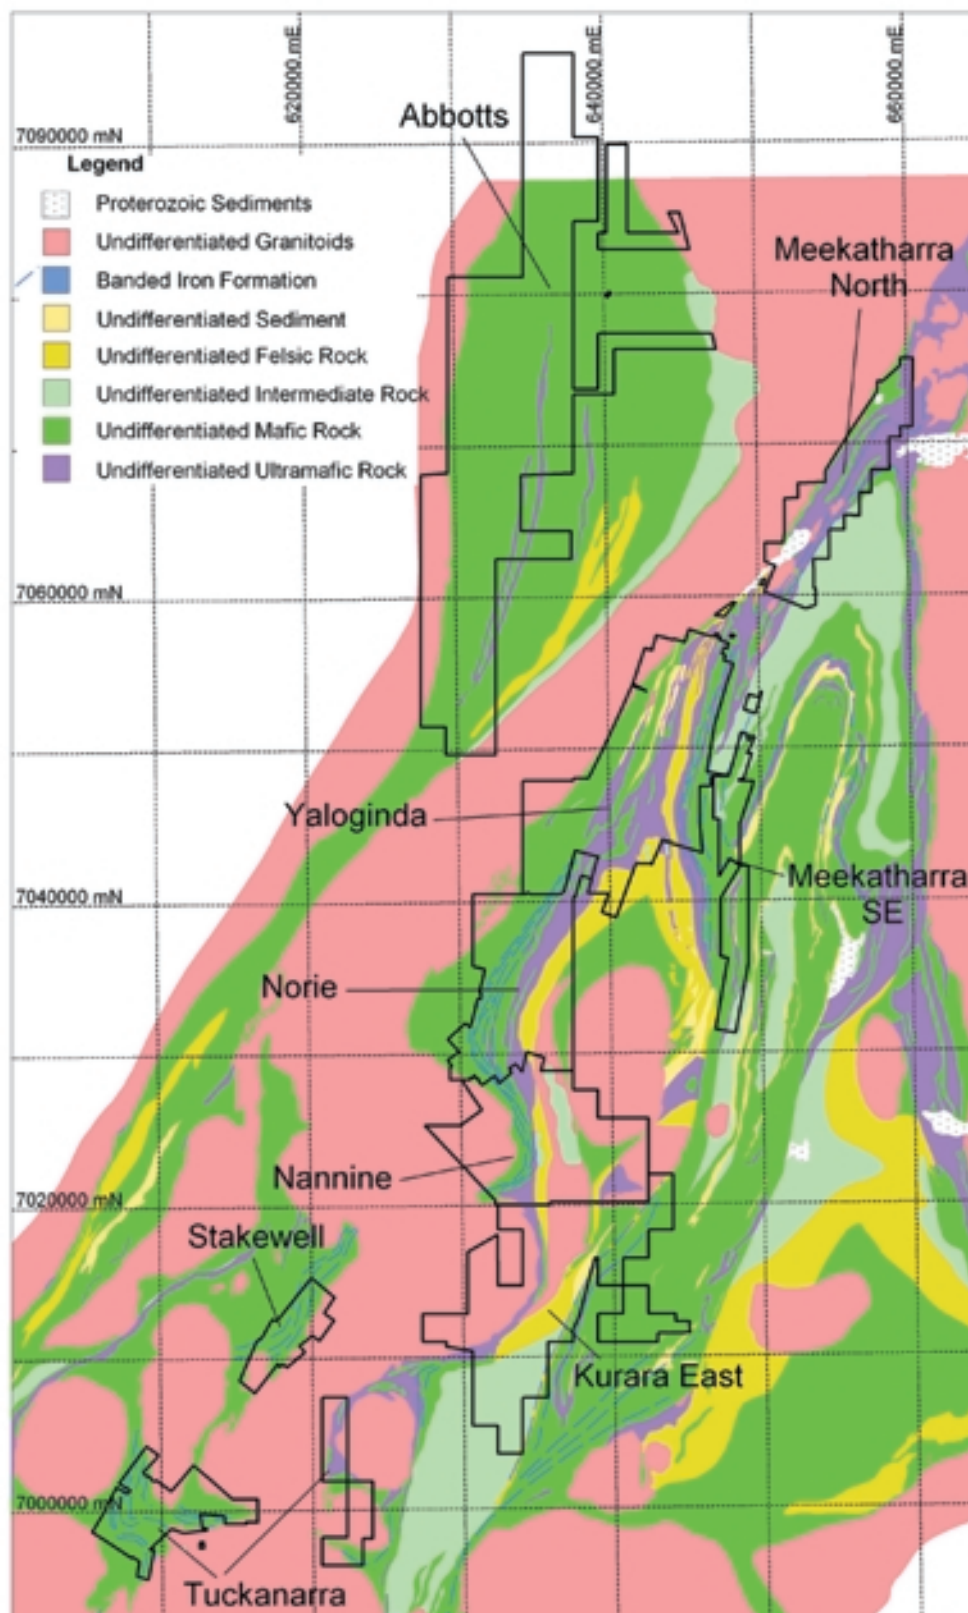 620000 mE
640000 mE
660000 mE
Abbotts
7090000 mN
Legend
Proterozoic Sediments
Undifferentiated Granitoids
Banded Iron Formation
Undifferentiated Sediment
Undifferentiated Felsic Rock
Undifferentiated Intermediate Rock
Undifferentiated Mafic Rock
Undifferentiated Ultramafic Rock
Meekatharra
North
7060000 mN
Yaloginda
Meekatharra
SE
7040000 mN
Norie
Nannine
7020000 mN
Stakewell
Kurara East
7000000 mN
Tuckanarra